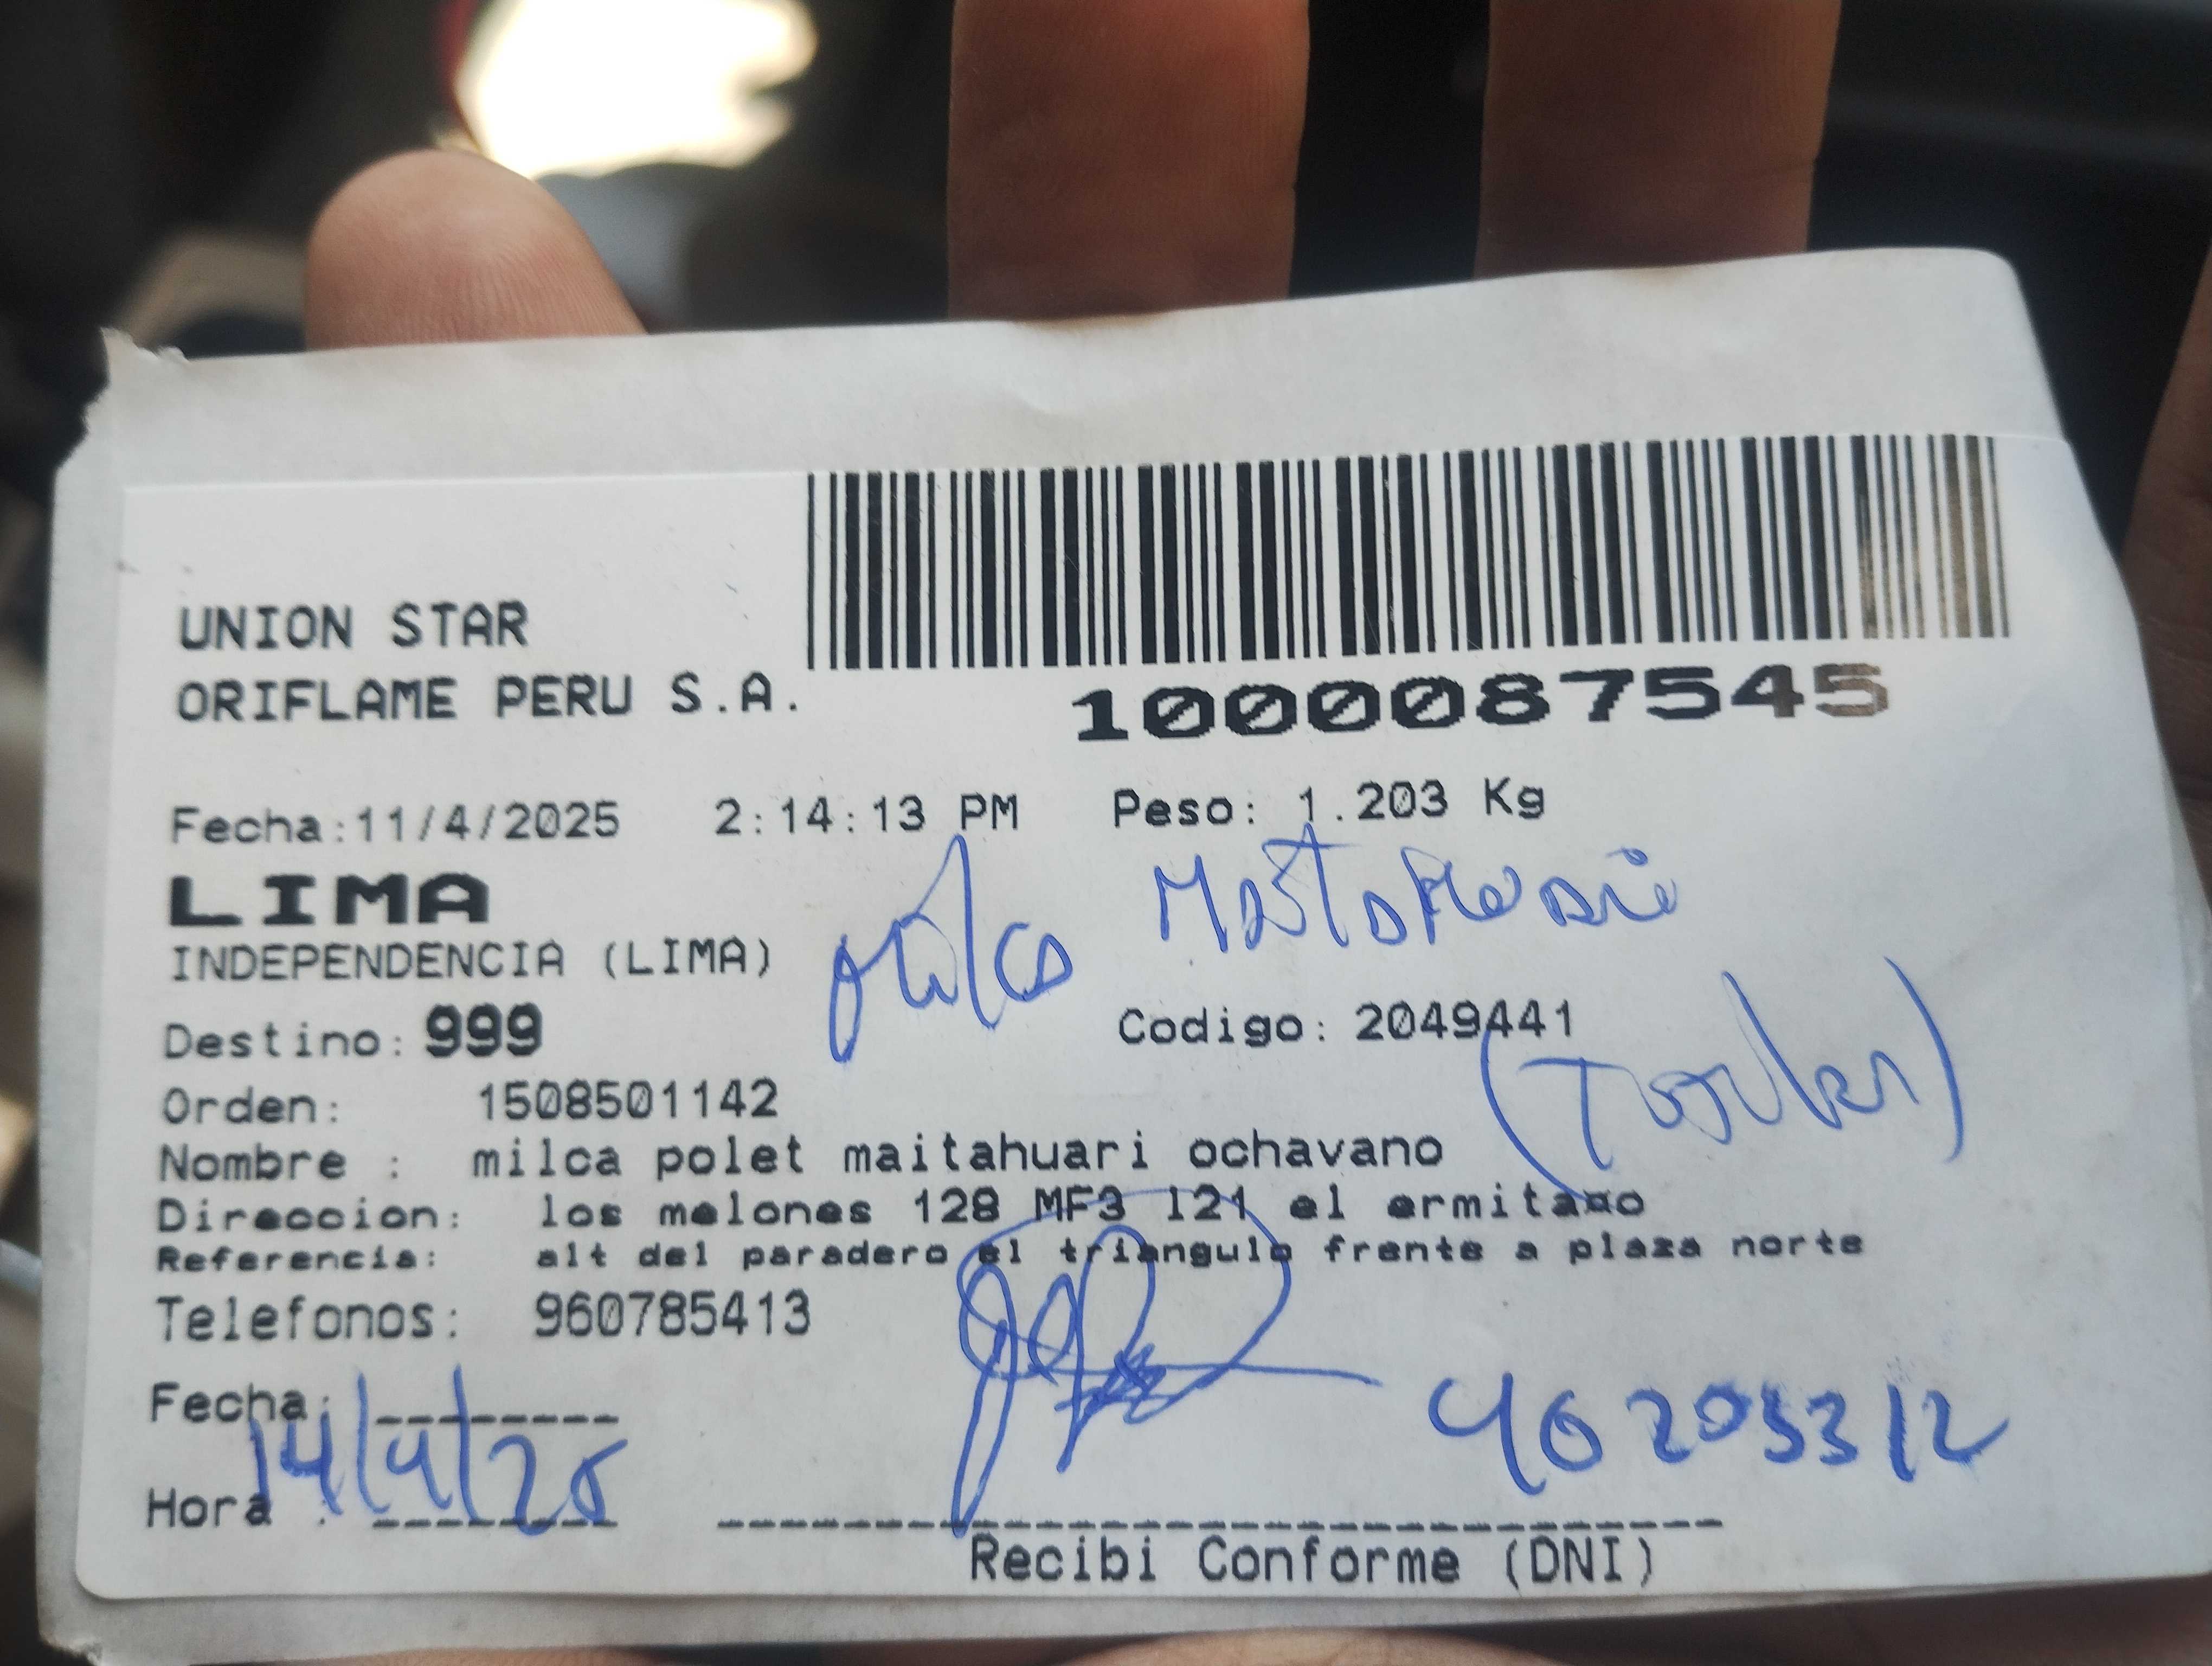 UNION STAR
ORIFLAME PERU S.A.
1000087545
Fecha:11/4/2025 2:14:13 PM Peso: 1.203 Kg
LIMA
INDEPENDENCIA (LIMA)
Milca
Destino: 999 Codigo: 2049441
(Titular)
Orden: 1508501142
Nombre : milca polet maitahuari ochavano
Direccion: los melones 128 MF3 121 el ermitaño
Referencia: alt del paradero el triangulo frente a plaza norte
Telefonos: 960785413
Fecha: 14/4/25
Hora :
Recibi Conforme (DNI)